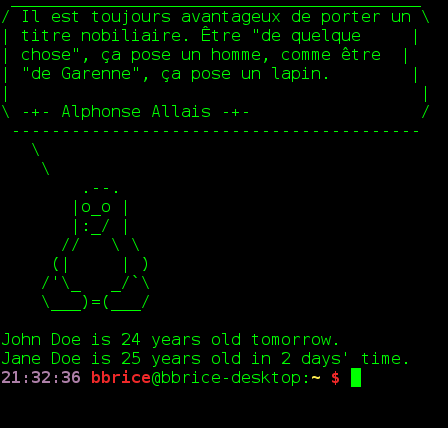 _________________________________________
/ Il est toujours avantageux de porter un \
| titre nobiliaire. Être "de quelque      |
| chose", ça pose un homme, comme être    |
| "de Garenne", ça pose un lapin.         |
|                                         |
\ -+- Alphonse Allais -+-                 /
 -----------------------------------------
   \
    \
        .--.
       |o_o |
       |:_/ |
      //   \ \
     (|     | )
    /'\_   _/`\
    \___)=(___/

John Doe is 24 years old tomorrow.
Jane Doe is 25 years old in 2 days' time.
21:32:36 bbrice@bbrice-desktop:~ $